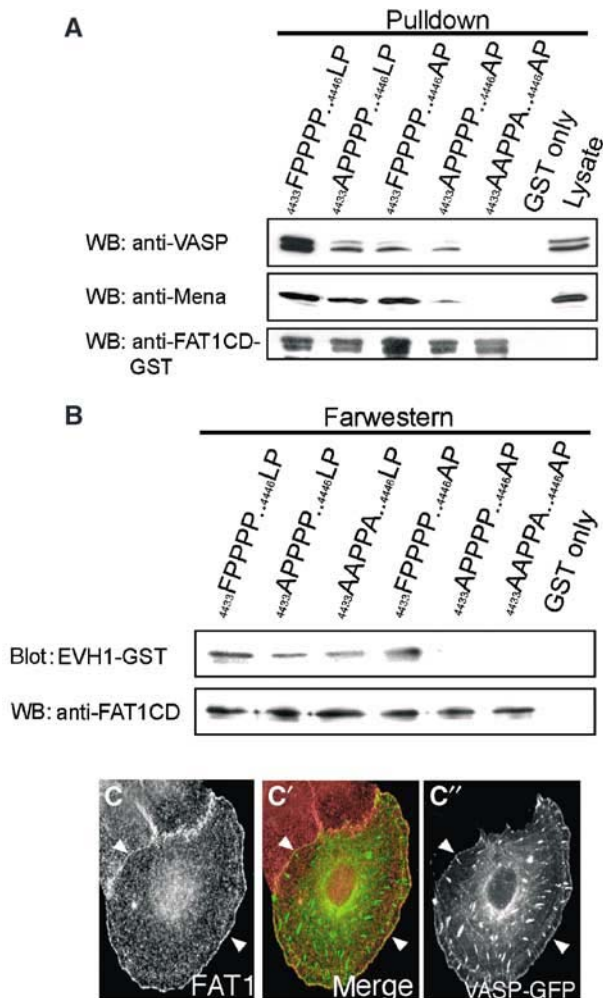 A
Pulldown
4433FPPPP..4446LP
4433APPPP..4446LP
4433FPPPP..4446AP
4433APPPP..4446AP
4433AAPPA..4446AP
GST only
Lysate
WB: anti-VASP
WB: anti-Mena
WB: anti-FAT1CD-
GST
B
Farwestern
4433FPPPP..4446LP
4433APPPP..4446LP
4433AAPPA..4446LP
4433FPPPP..4446AP
4433APPPP..4446AP
4433AAPPA..4446AP
GST only
Blot: EVH1-GST
WB: anti-FAT1CD
C
C'
C''
FAT1
Merge
VASP-GFP